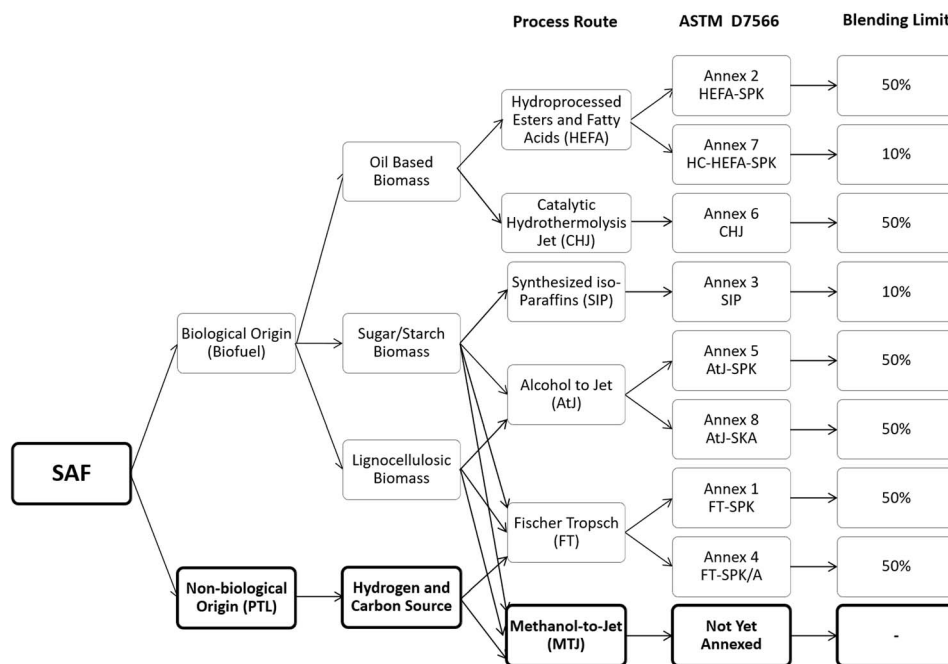 Process Route
ASTM D7566
Blending Limit
Annex 2
HEFA-SPK
50%
Hydroprocessed
Esters and Fatty
Acids (HEFA)
Annex 7
HC-HEFA-SPK
10%
Oil Based
Biomass
Catalytic
Hydrothermolysis
Jet (CHJ)
Annex 6
CHJ
50%
Synthesized iso-
Paraffins (SIP)
Annex 3
SIP
10%
Biological Origin
(Biofuel)
Sugar/Starch
Biomass
Annex 5
AtJ-SPK
50%
Alcohol to Jet
(AtJ)
Annex 8
AtJ-SKA
50%
SAF
Lignocellulosic
Biomass
Annex 1
FT-SPK
50%
Fischer Tropsch
(FT)
Annex 4
FT-SPK/A
50%
Non-biological
Origin (PTL)
Hydrogen and
Carbon Source
Methanol-to-Jet
(MTJ)
Not Yet
Annexed
-